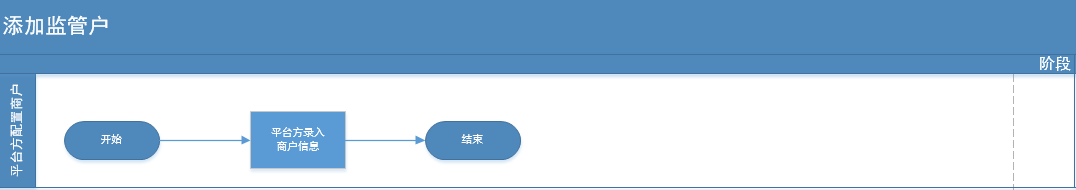 添加监管户
阶段
平台方配置商户
开始
平台方录入
商户信息
结束